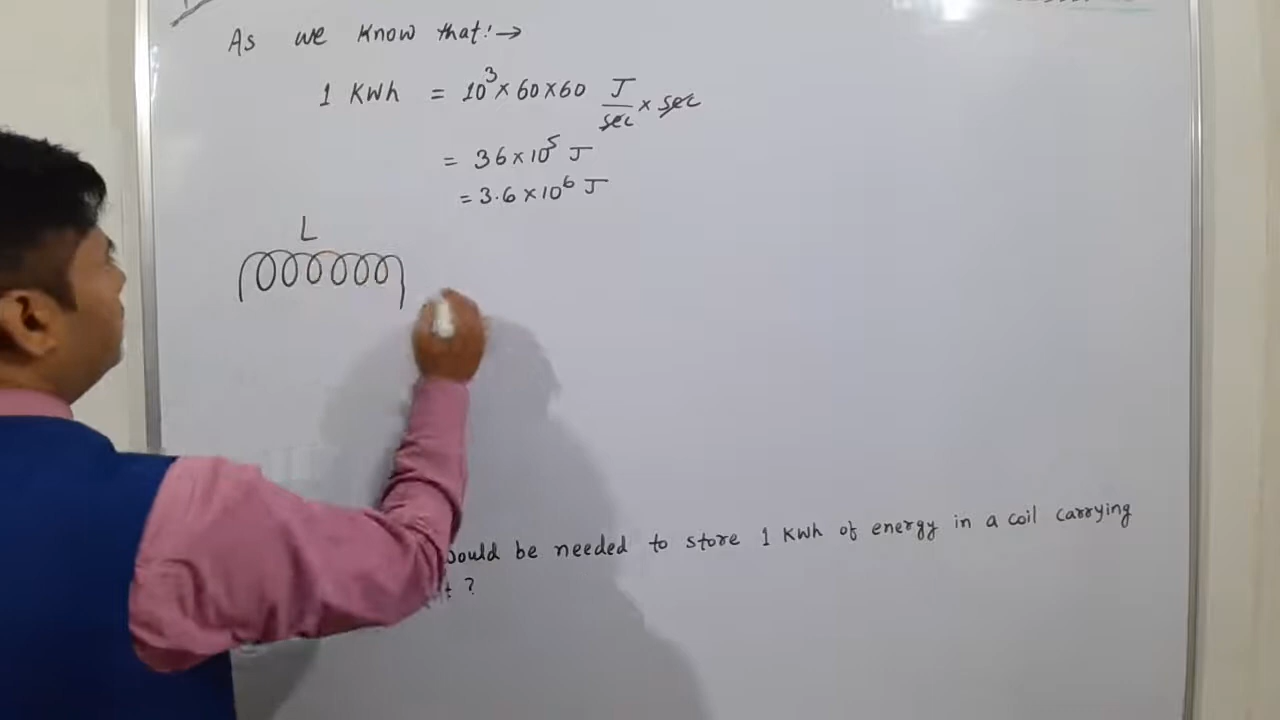 As we know that:→
1 KWh = 10³ × 60 × 60 J/sec × sec
= 36 × 10⁵ J
= 3.6 × 10⁶ J
L
be needed to store 1 KWh of energy in a coil carrying
?